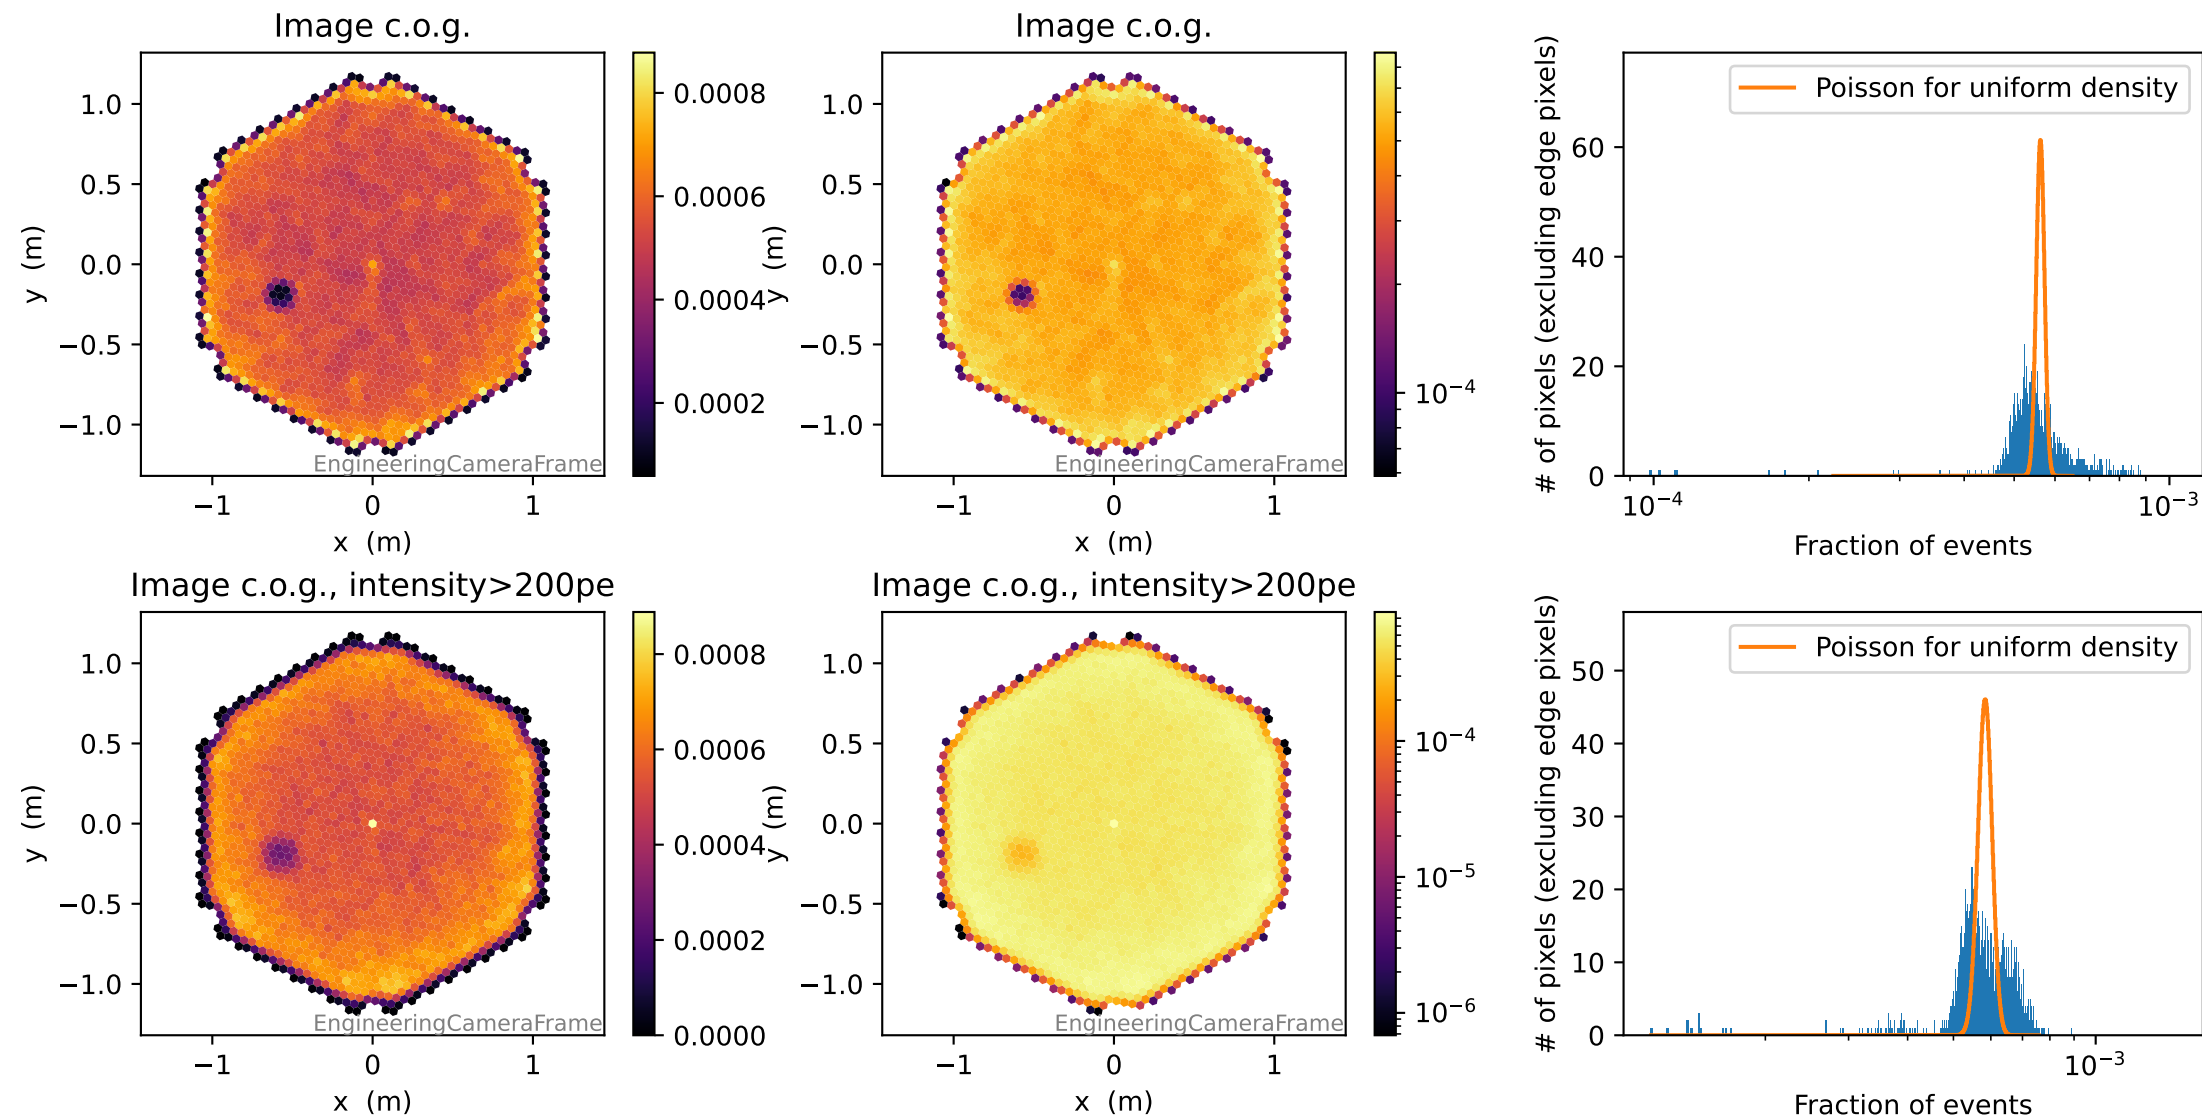 Image c.o.g.
1.0
0.5
0.0
−0.5
−1.0
y (m)
−1
0
1
x (m)
EngineeringCameraFrame
0.0008
0.0006
0.0004
0.0002
Image c.o.g.
1.0
0.5
0.0
−0.5
−1.0
y (m)
−1
0
1
x (m)
EngineeringCameraFrame
10⁻⁴
# of pixels (excluding edge pixels)
60
40
20
0
Poisson for uniform density
10⁻⁴
10⁻³
Fraction of events
Image c.o.g., intensity>200pe
1.0
0.5
0.0
−0.5
−1.0
y (m)
−1
0
1
x (m)
EngineeringCameraFrame
0.0008
0.0006
0.0004
0.0002
0.0000
Image c.o.g., intensity>200pe
1.0
0.5
0.0
−0.5
−1.0
y (m)
−1
0
1
x (m)
EngineeringCameraFrame
10⁻⁴
10⁻⁵
10⁻⁶
# of pixels (excluding edge pixels)
50
40
30
20
10
0
Poisson for uniform density
10⁻³
Fraction of events